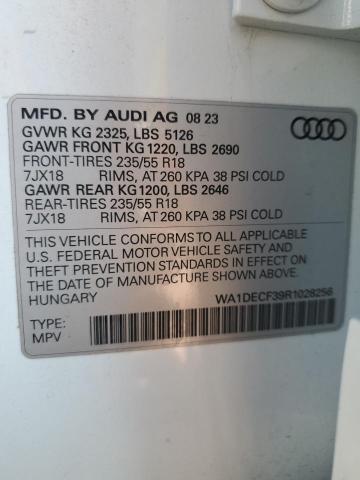 MFD. BY AUDI AG 08 23
GVWR KG 2325, LBS 5126
GAWR FRONT KG 1220, LBS 2690
FRONT-TIRES 235/55 R18
7JX18 RIMS, AT 260 KPA 38 PSI COLD
GAWR REAR KG 1200, LBS 2646
REAR-TIRES 235/55 R18
7JX18 RIMS, AT 260 KPA 38 PSI COLD
THIS VEHICLE CONFORMS TO ALL APPLICABLE
U.S. FEDERAL MOTOR VEHICLE SAFETY AND
THEFT PREVENTION STANDARDS IN EFFECT ON
THE DATE OF MANUFACTURE SHOWN ABOVE.
HUNGARY WA1DECF39R1028256
TYPE:
MPV